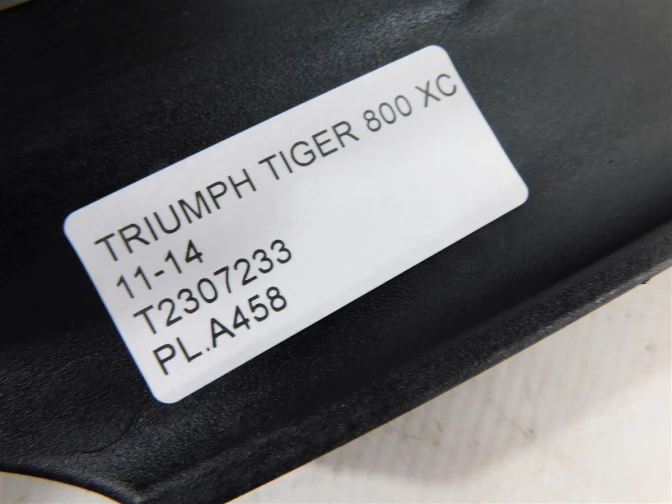 TRIUMPH TIGER 800 XC
11-14
T2307233
PL.A458